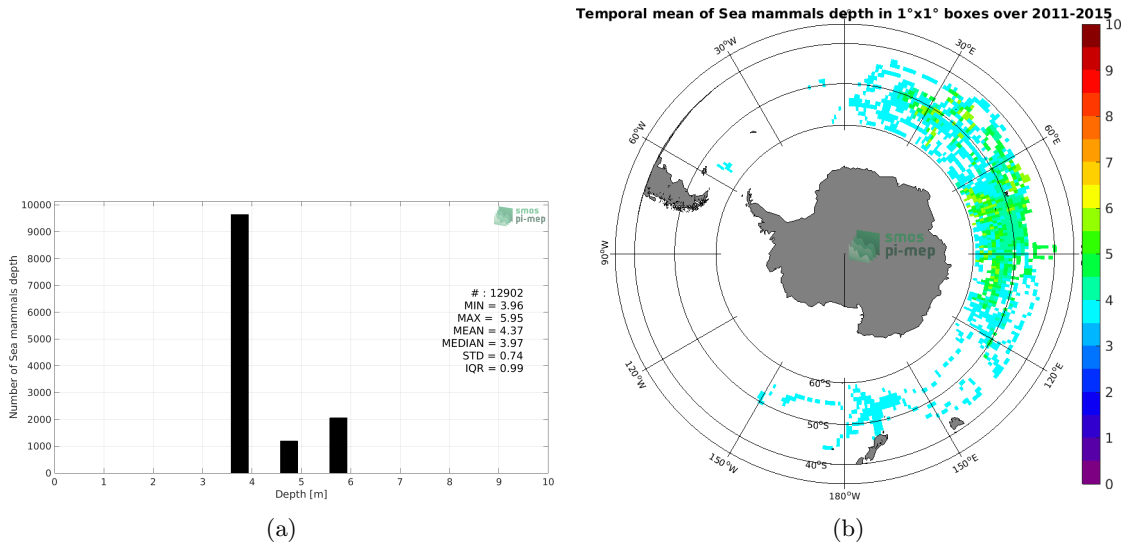 10000
9000
8000
7000
6000
5000
4000
3000
2000
1000
0
Number of Sea mammals depth
smos
pi-mep
# : 12902
MIN = 3.96
MAX = 5.95
MEAN = 4.37
MEDIAN = 3.97
STD = 0.74
IQR = 0.99
0 1 2 3 4 5 6 7 8 9 10
Depth [m]
(a)
Temporal mean of Sea mammals depth in 1°x1° boxes over 2011-2015
30°W
30°E
60°W
60°E
90°W
smos
pi-mep
120°W
120°E
60°S
50°S
40°S
150°W
150°E
180°W
10
9
8
7
6
5
4
3
2
1
0
(b)